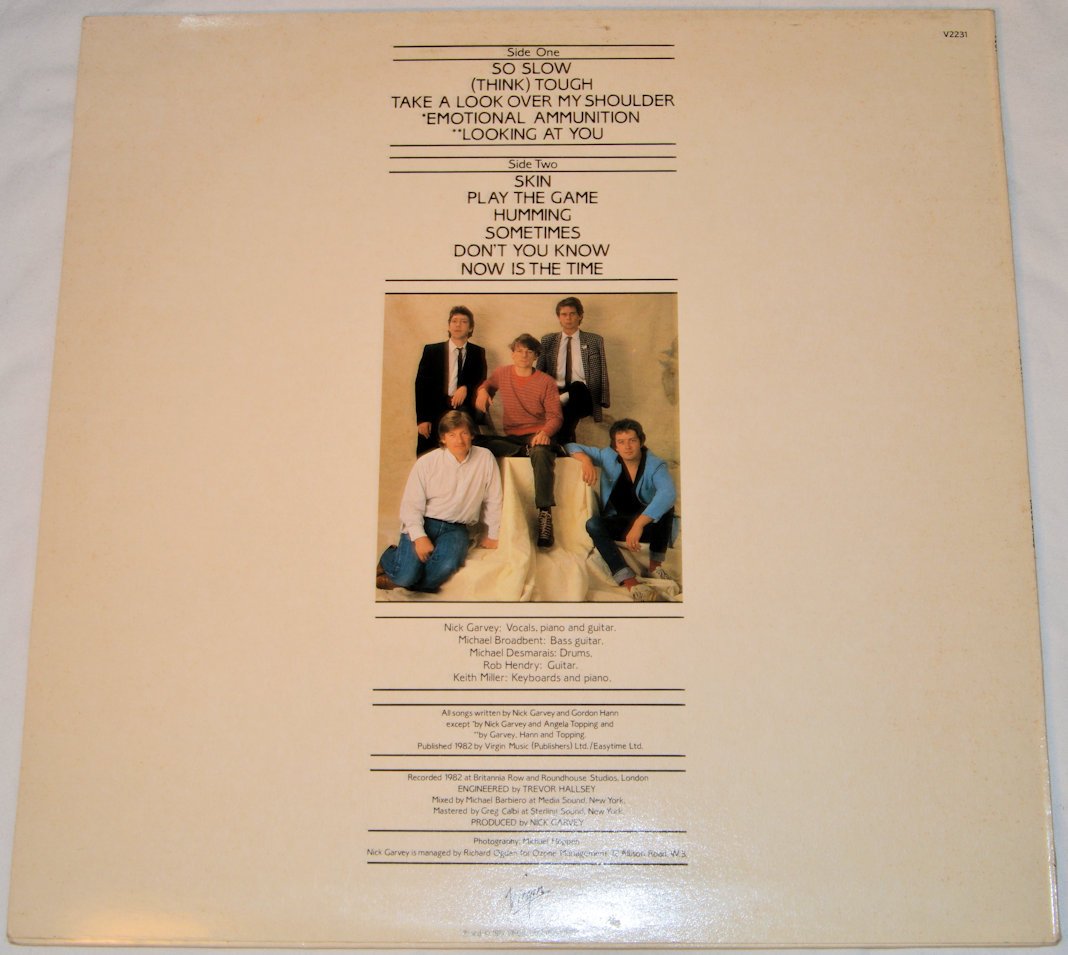 V2231
Side One
SO SLOW
(THINK) TOUGH
TAKE A LOOK OVER MY SHOULDER
*EMOTIONAL AMMUNITION
**LOOKING AT YOU
Side Two
SKIN
PLAY THE GAME
HUMMING
SOMETIMES
DON'T YOU KNOW
NOW IS THE TIME
Nick Garvey: Vocals, piano and guitar.
Michael Broadbent: Bass guitar.
Michael Desmarais: Drums.
Rob Hendry: Guitar.
Keith Miller: Keyboards and piano.
All songs written by Nick Garvey and Gordon Hann
except *by Nick Garvey and Angela Topping and
**by Garvey, Hann and Topping.
Published 1982 by Virgin Music (Publishers) Ltd./Easytime Ltd.
Recorded 1982 at Britannia Row and Roundhouse Studios, London
ENGINEERED by TREVOR HALLSEY
Mixed by Michael Barbiero at Media Sound, New York.
Mastered by Greg Calbi at Sterling Sound, New York.
PRODUCED by NICK GARVEY
Photography: Michael
Nick Garvey is managed by Richard Ogden for Ozone Management, Road, W.3.
Virgin